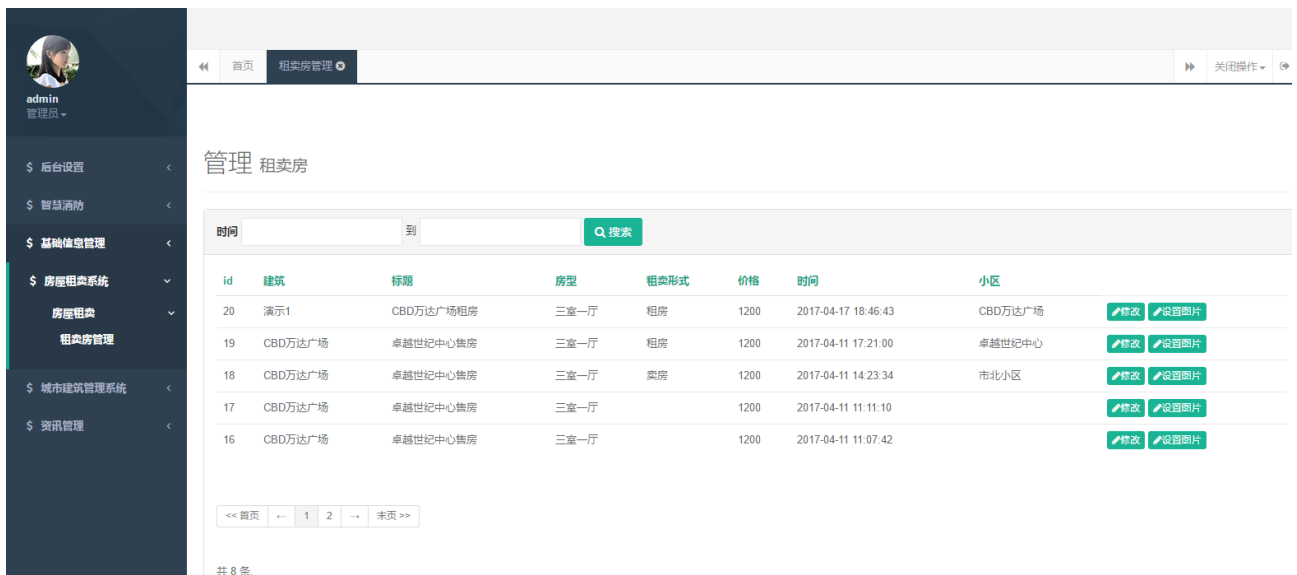 admin
管理员
$ 后台设置
$ 智慧消防
$ 基础信息管理
$ 房屋租卖系统
房屋租卖
租卖房管理
$ 城市建筑管理系统
$ 资讯管理
首页 租卖房管理 关闭操作
管理 租卖房
时间 到 搜索
id 建筑 标题 房型 租卖形式 价格 时间 小区
20 演示1 CBD万达广场租房 三室一厅 租房 1200 2017-04-17 18:46:43 CBD万达广场 修改 设置图片
19 CBD万达广场 卓越世纪中心售房 三室一厅 租房 1200 2017-04-11 17:21:00 卓越世纪中心 修改 设置图片
18 CBD万达广场 卓越世纪中心售房 三室一厅 卖房 1200 2017-04-11 14:23:34 市北小区 修改 设置图片
17 CBD万达广场 卓越世纪中心售房 三室一厅 1200 2017-04-11 11:11:10 修改 设置图片
16 CBD万达广场 卓越世纪中心售房 三室一厅 1200 2017-04-11 11:07:42 修改 设置图片
<< 首页 ← 1 2 → 末页 >>
共 8 条.